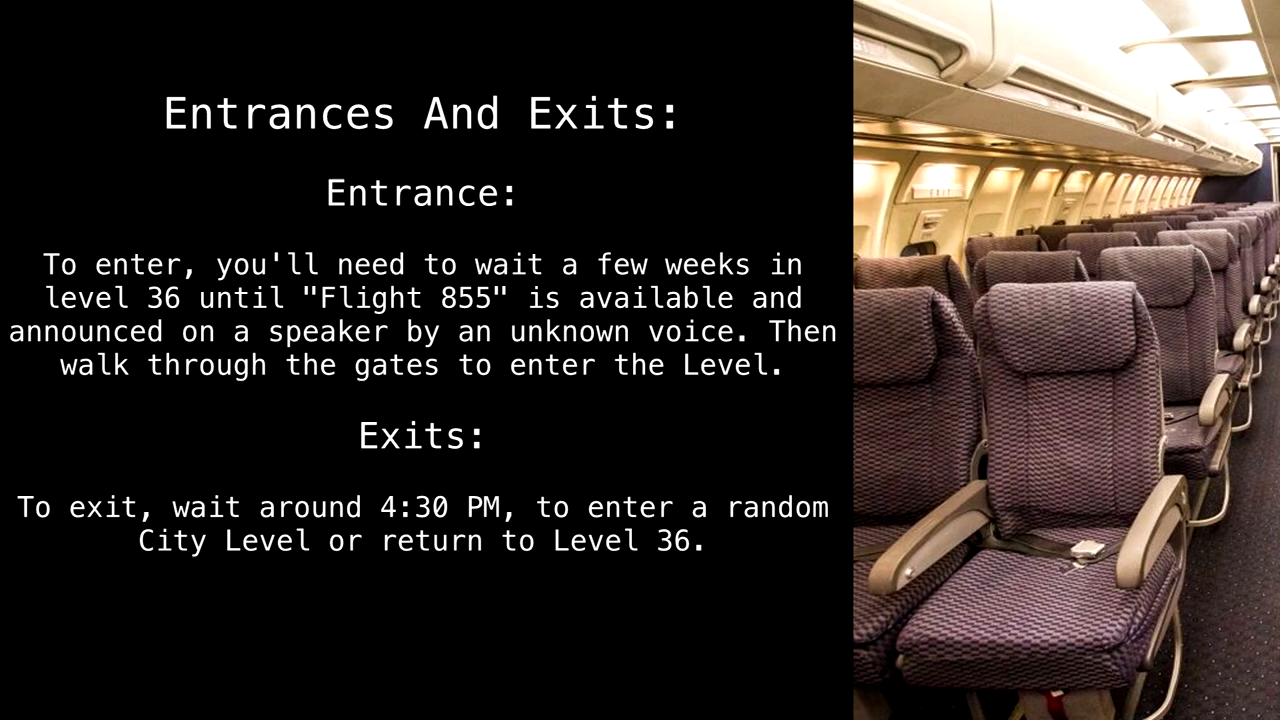 Entrances And Exits:
Entrance:
To enter, you'll need to wait a few weeks in
level 36 until "Flight 855" is available and
announced on a speaker by an unknown voice. Then
walk through the gates to enter the Level.
Exits:
To exit, wait around 4:30 PM, to enter a random
City Level or return to Level 36.